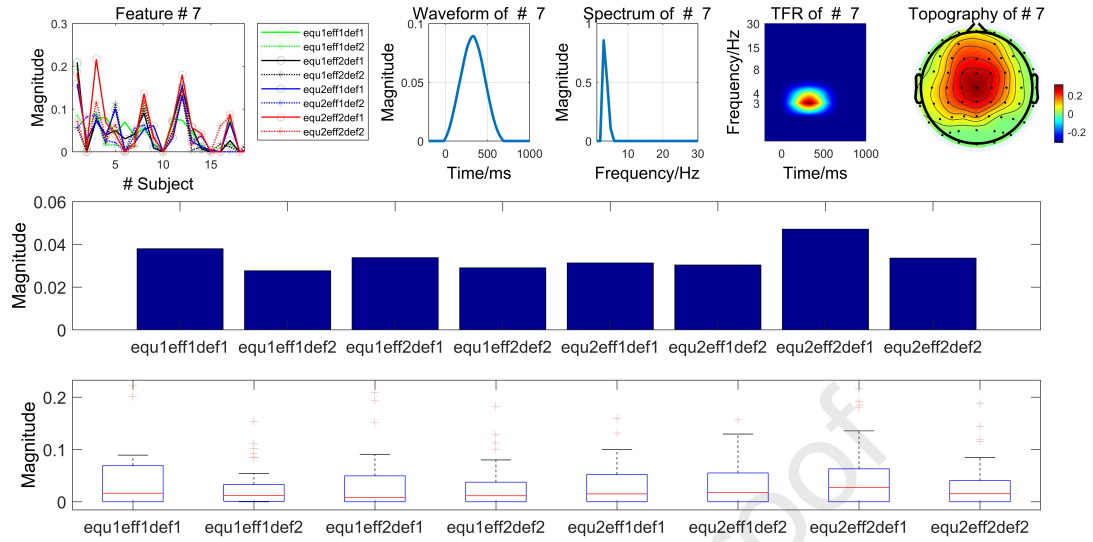 Feature # 7
Waveform of # 7
Spectrum of # 7
TFR of # 7
Topography of # 7
Magnitude
0.3
0.2
0.1
0
5
10
15
# Subject
equ1eff1def1
equ1eff1def2
equ1eff2def1
equ1eff2def2
equ2eff1def1
equ2eff1def2
equ2eff2def1
equ2eff2def2
Magnitude
0.1
0.05
0
0
500
1000
Time/ms
Magnitude
1
0.5
0
0
10
20
30
Frequency/Hz
Frequency/Hz
30
20
15
8
4
3
0
500
1000
Time/ms
0.2
0
-0.2
Magnitude
0.06
0.04
0.02
0
equ1eff1def1
equ1eff1def2
equ1eff2def1
equ1eff2def2
equ2eff1def1
equ2eff1def2
equ2eff2def1
equ2eff2def2
Magnitude
0.2
0.1
0
equ1eff1def1
equ1eff1def2
equ1eff2def1
equ1eff2def2
equ2eff1def1
equ2eff1def2
equ2eff2def1
equ2eff2def2
roof